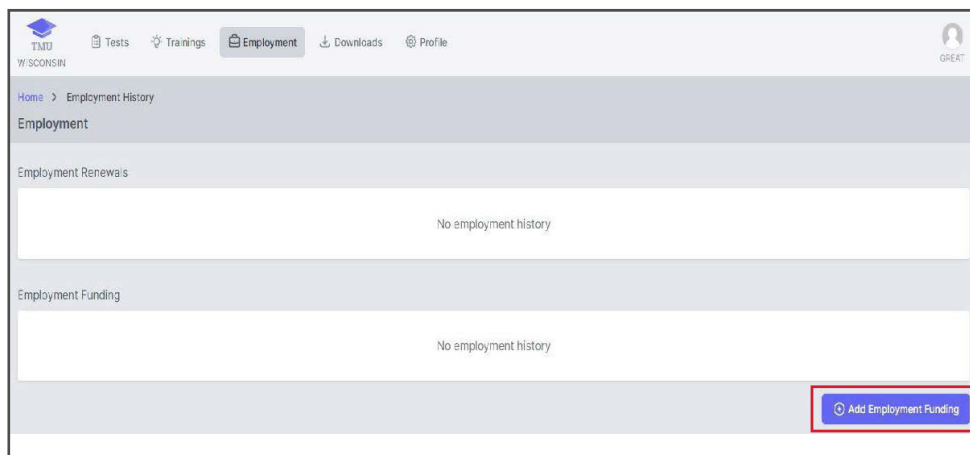 TMU
WISCONSIN
Tests
Trainings
Employment
Downloads
Profile
GREAT
Home > Employment History
Employment
Employment Renewals
No employment history
Employment Funding
No employment history
Add Employment Funding